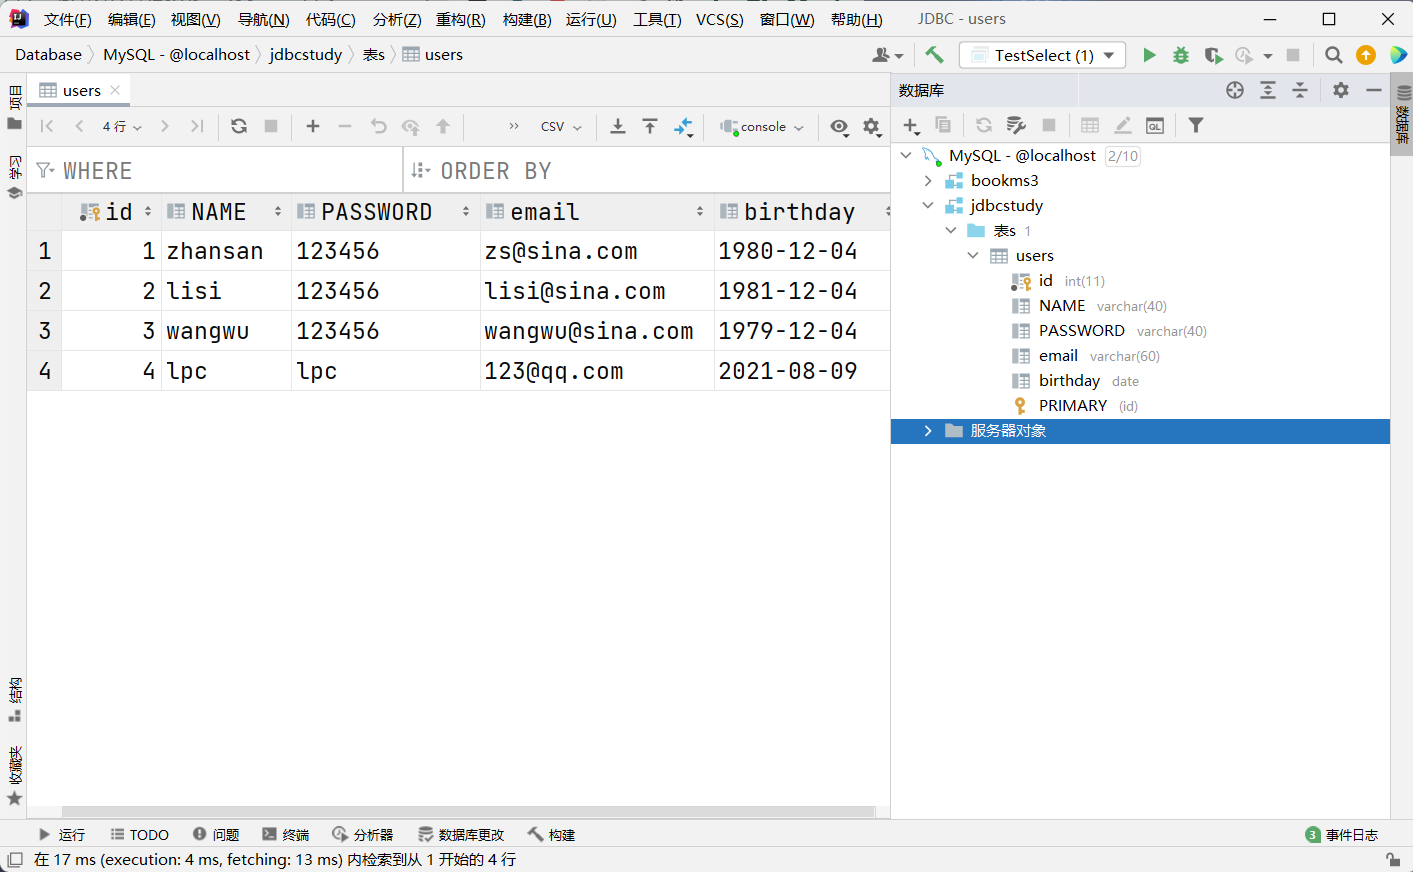 文件(F) 编辑(E) 视图(V) 导航(N) 代码(C) 分析(Z) 重构(R) 构建(B) 运行(U) 工具(T) VCS(S) 窗口(W) 帮助(H) JDBC - users
Database MySQL - @localhost jdbcstudy 表s users
TestSelect (1)
项目
学习
结构
收藏夹
users
4 行
CSV
console
WHERE
ORDER BY
id NAME PASSWORD email birthday
1 1 zhansan 123456 zs@sina.com 1980-12-04
2 2 lisi 123456 lisi@sina.com 1981-12-04
3 3 wangwu 123456 wangwu@sina.com 1979-12-04
4 4 lpc lpc 123@qq.com 2021-08-09
数据库
QL
MySQL - @localhost 2/10
bookms3
jdbcstudy
表s 1
users
id int(11)
NAME varchar(40)
PASSWORD varchar(40)
email varchar(60)
birthday date
PRIMARY (id)
服务器对象
数据库
运行 TODO 问题 终端 分析器 数据库更改 构建 3 事件日志
在 17 ms (execution: 4 ms, fetching: 13 ms) 内检索到从 1 开始的 4 行